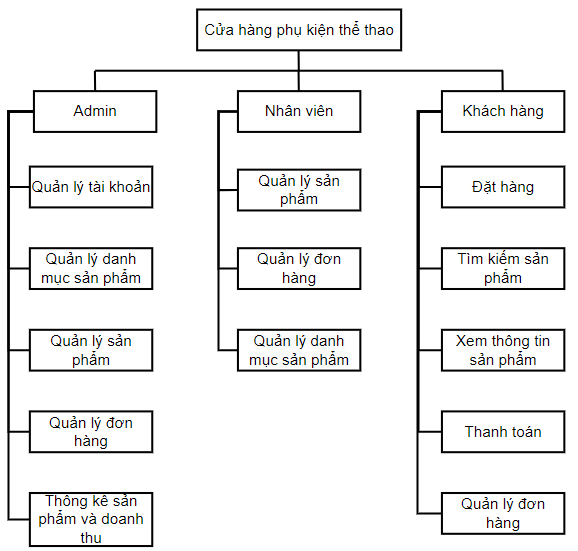 Cửa hàng phụ kiện thể thao
Admin
Quản lý tài khoản
Quản lý danh
mục sản phẩm
Quản lý sản
phẩm
Quản lý đơn
hàng
Thống kê sản
phẩm và doanh
thu
Nhân viên
Quản lý sản
phẩm
Quản lý đơn
hàng
Quản lý danh
mục sản phẩm
Khách hàng
Đặt hàng
Tìm kiếm sản
phẩm
Xem thông tin
sản phẩm
Thanh toán
Quản lý đơn
hàng